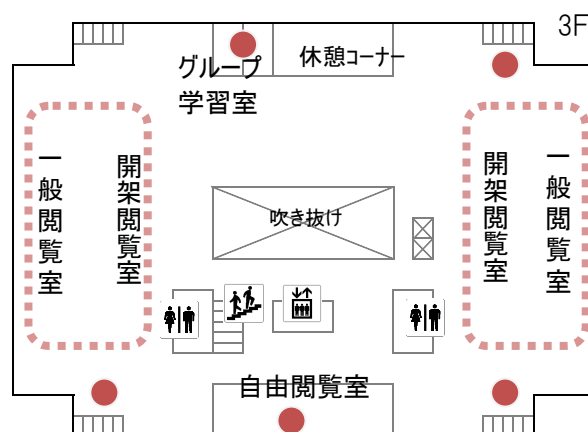 3F
グループ
学習室
休憩コーナー
一般閲覧室
開架閲覧室
吹き抜け
開架閲覧室
一般閲覧室
自由閲覧室